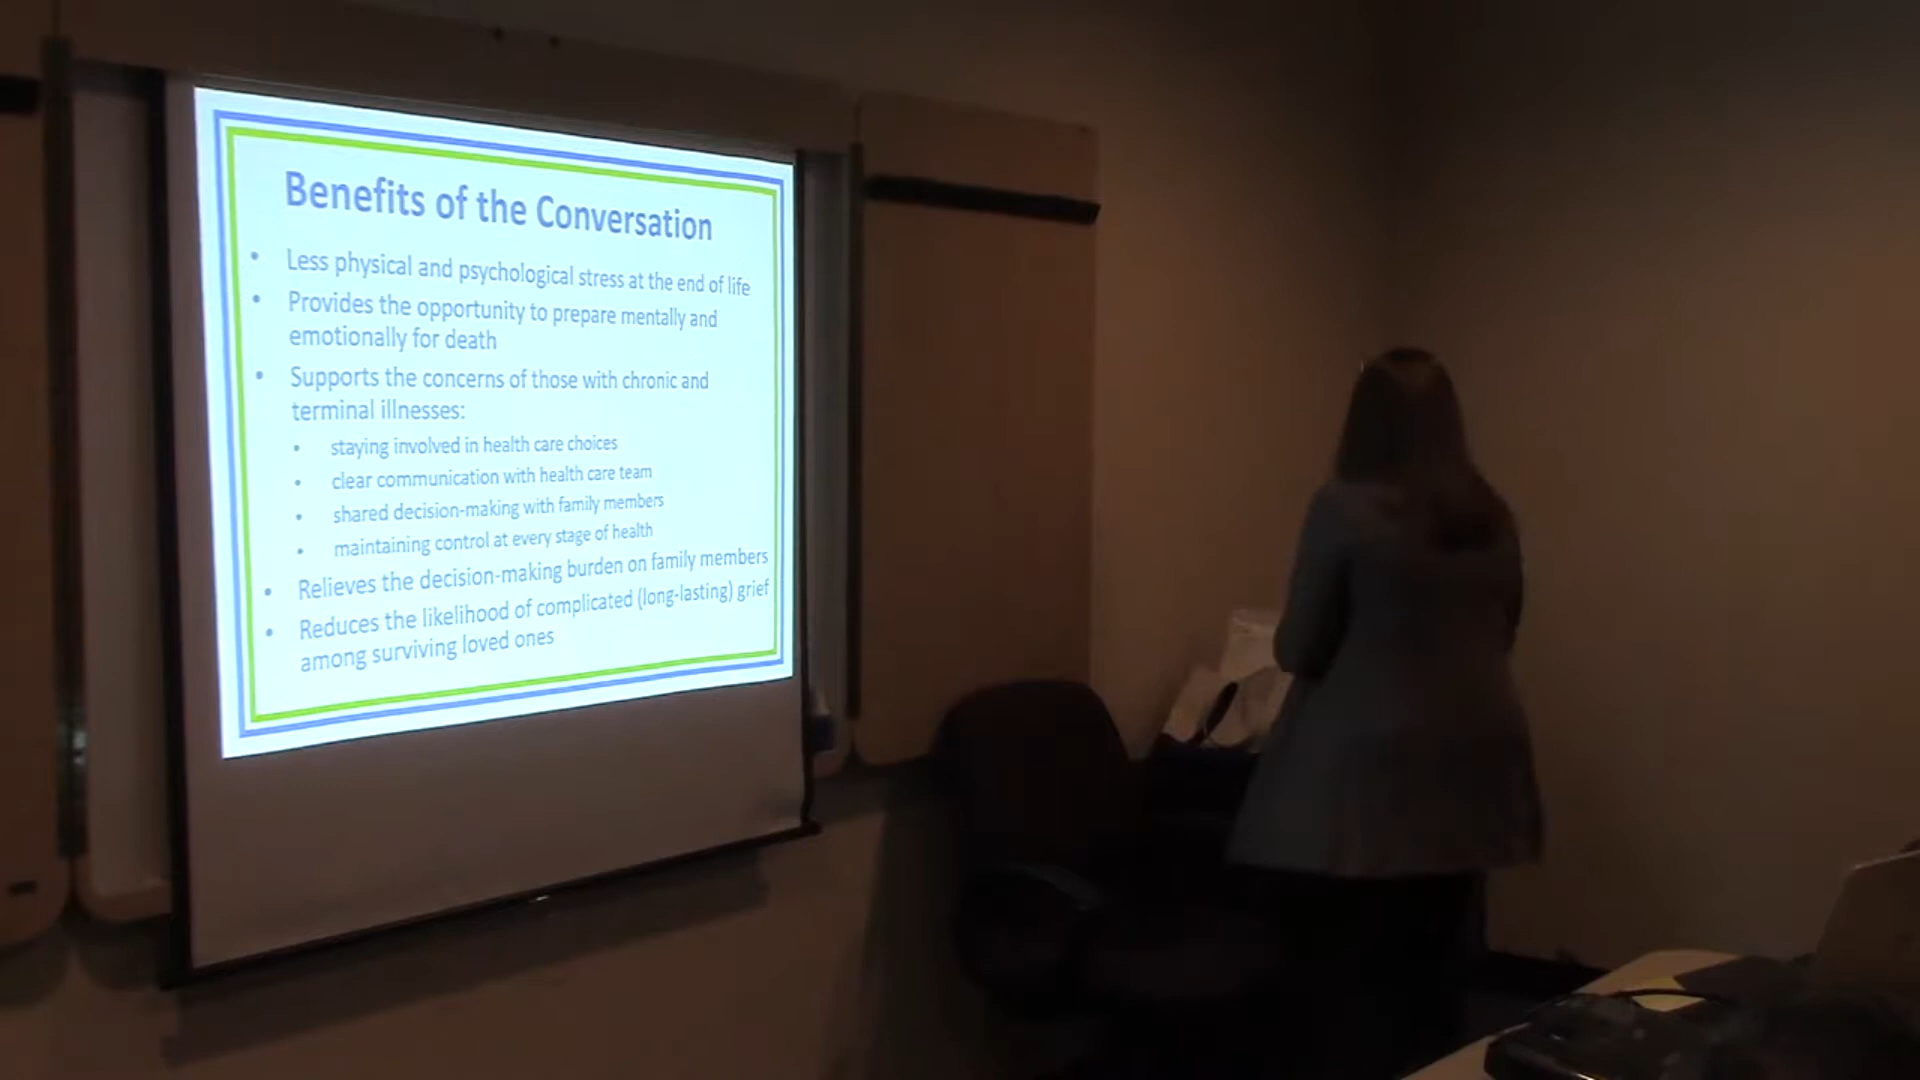 Benefits of the Conversation
• Less physical and psychological stress at the end of life
• Provides the opportunity to prepare mentally and
emotionally for death
• Supports the concerns of those with chronic and
terminal illnesses:
• staying involved in health care choices
• clear communication with health care team
• shared decision-making with family members
• maintaining control at every stage of health
• Relieves the decision-making burden on family members
• Reduces the likelihood of complicated (long-lasting) grief
among surviving loved ones